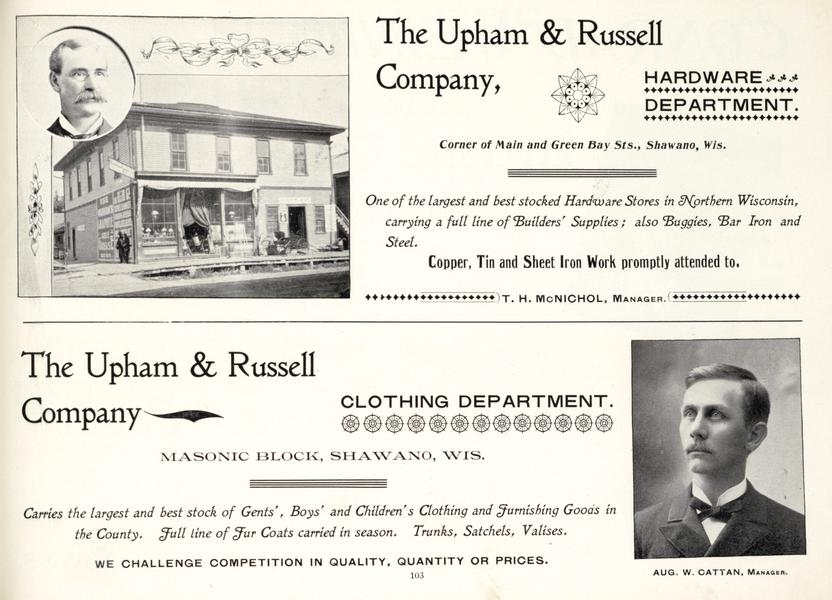 The Upham & Russell
Company,
HARDWARE
DEPARTMENT.
Corner of Main and Green Bay Sts., Shawano, Wis.
One of the largest and best stocked Hardware Stores in Northern Wisconsin,
carrying a full line of Builders' Supplies; also Buggies, Bar Iron and
Steel.
Copper, Tin and Sheet Iron Work promptly attended to.
T. H. McNICHOL, MANAGER.
The Upham & Russell
Company
CLOTHING DEPARTMENT.
MASONIC BLOCK, SHAWANO, WIS.
Carries the largest and best stock of Gents', Boys' and Children's Clothing and Furnishing Goods in
the County. Full line of Fur Coats carried in season. Trunks, Satchels, Valises.
WE CHALLENGE COMPETITION IN QUALITY, QUANTITY OR PRICES.
103
AUG. W. CATTAN, MANAGER.